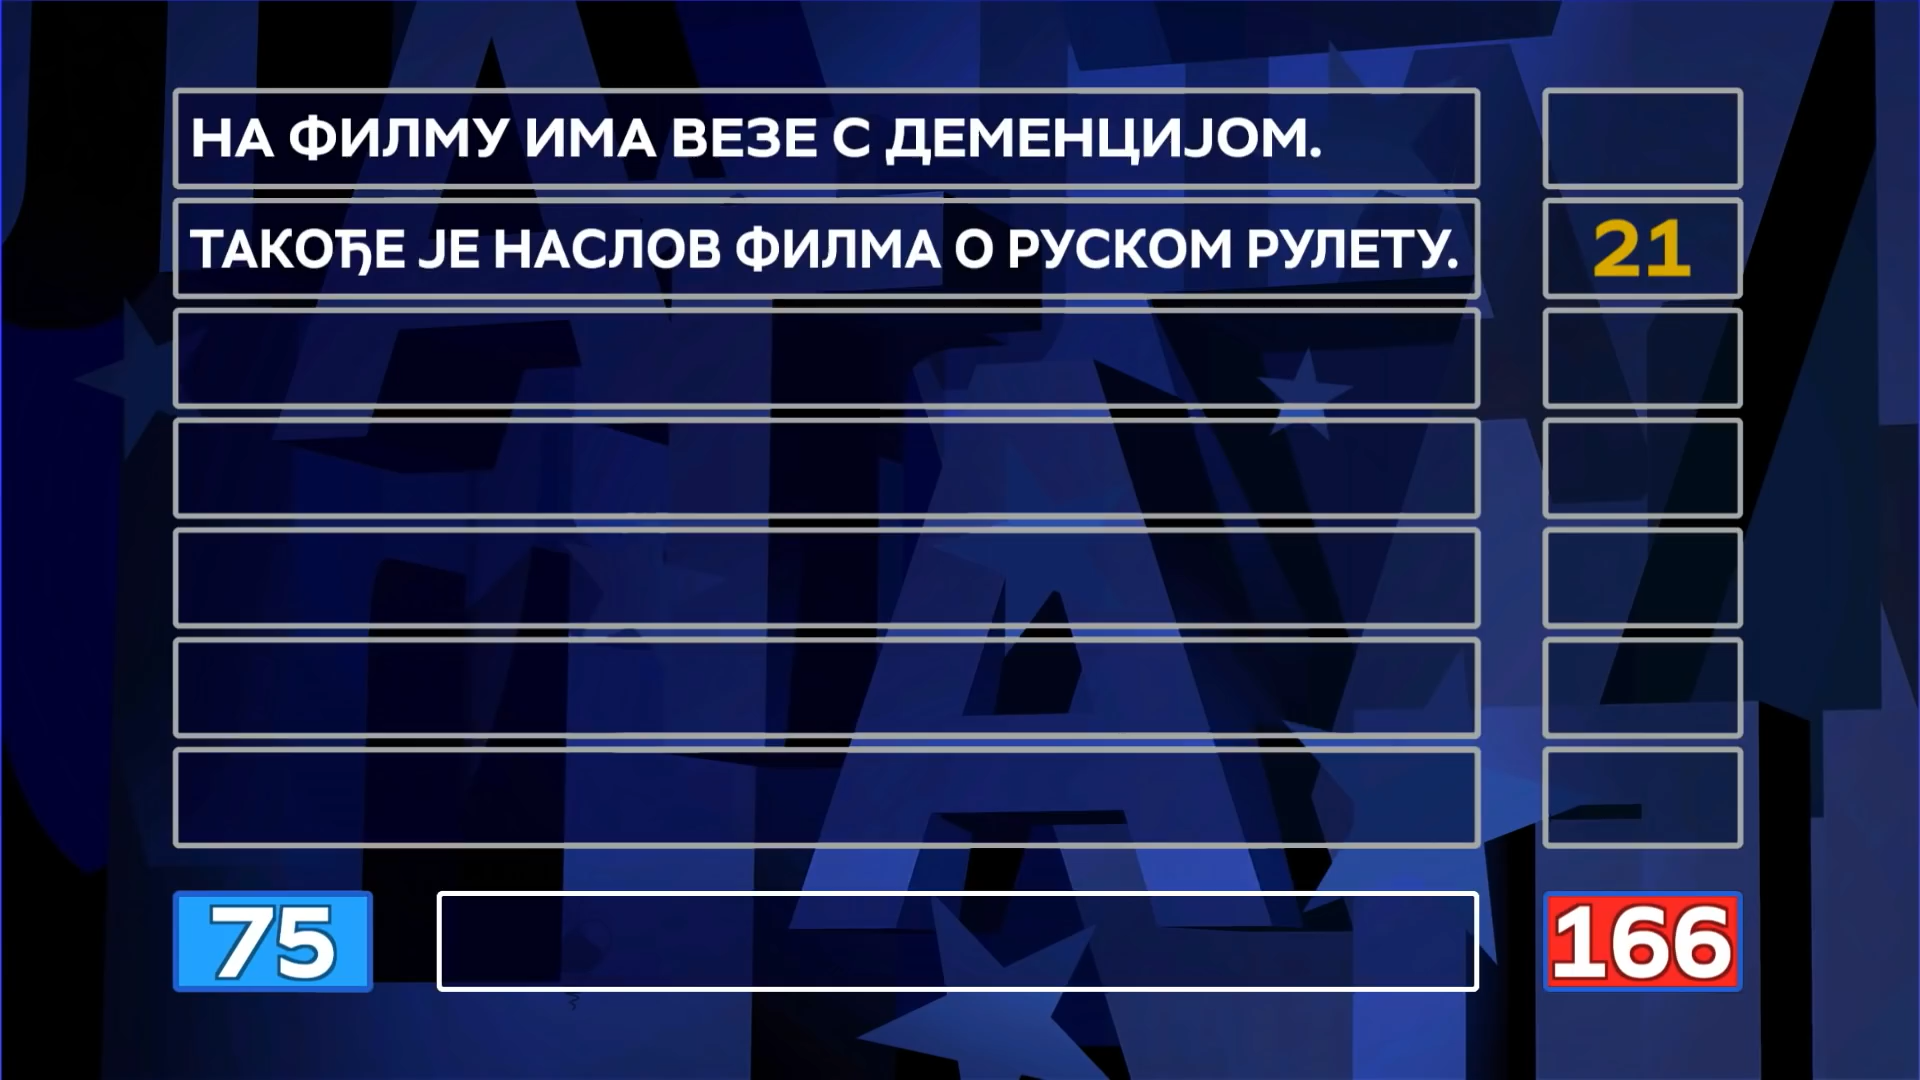 НА ФИЛМУ ИМА ВЕЗЕ С ДЕМЕНЦИЈОМ.
ТАКОЂЕ ЈЕ НАСЛОВ ФИЛМА О РУСКОМ РУЛЕТУ. 21
75 166